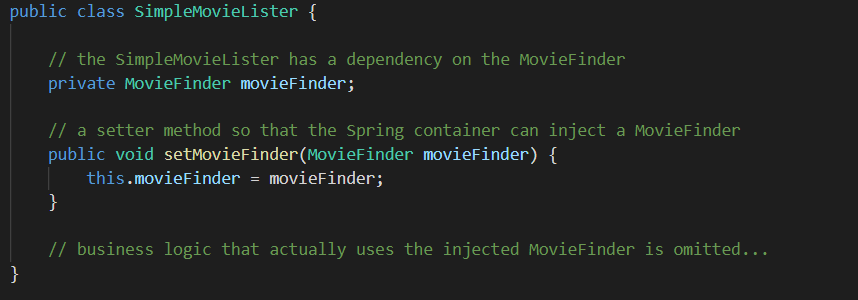 public class SimpleMovieLister {
// the SimpleMovieLister has a dependency on the MovieFinder
private MovieFinder movieFinder;
// a setter method so that the Spring container can inject a MovieFinder
public void setMovieFinder(MovieFinder movieFinder) {
this.movieFinder = movieFinder;
}
// business logic that actually uses the injected MovieFinder is omitted...
}